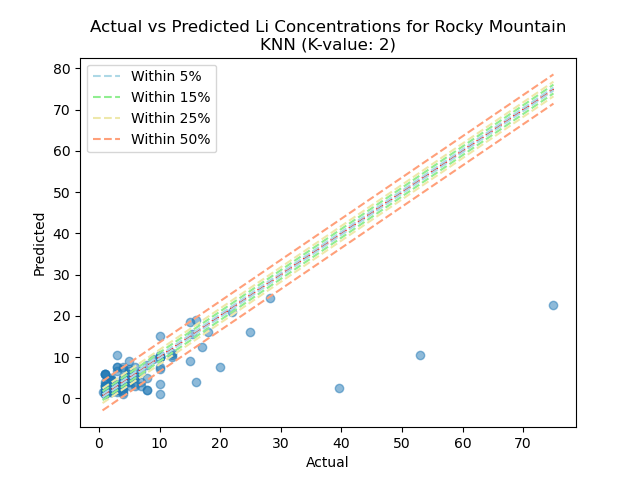 Actual vs Predicted Li Concentrations for Rocky Mountain
KNN (K-value: 2)
80
70
60
50
40
30
20
10
0
Predicted
Within 5%
Within 15%
Within 25%
Within 50%
0 10 20 30 40 50 60 70
Actual